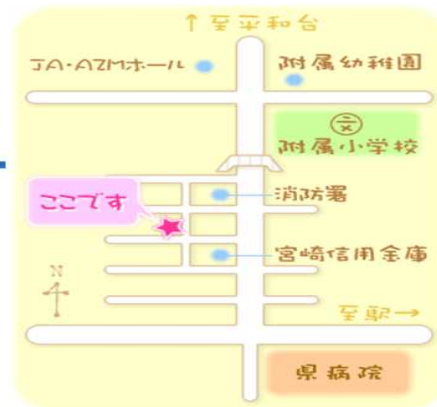 ↑至平和台
JA・AZMホール
附属幼稚園
文
附属小学校
消防署
ここです
宮崎信用金庫
N
至駅→
県病院